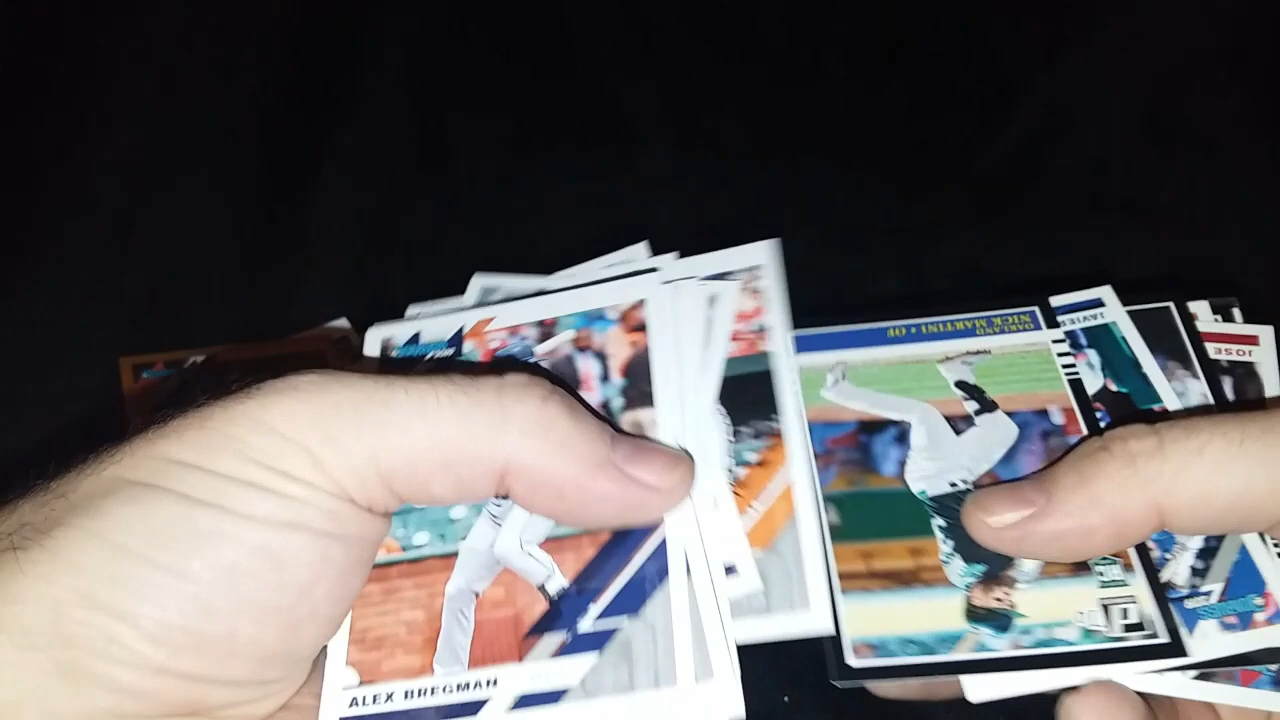 OAKLAND
NICK MARTINI • OF
JAVIER
JOSE
ALEX BREGMAN